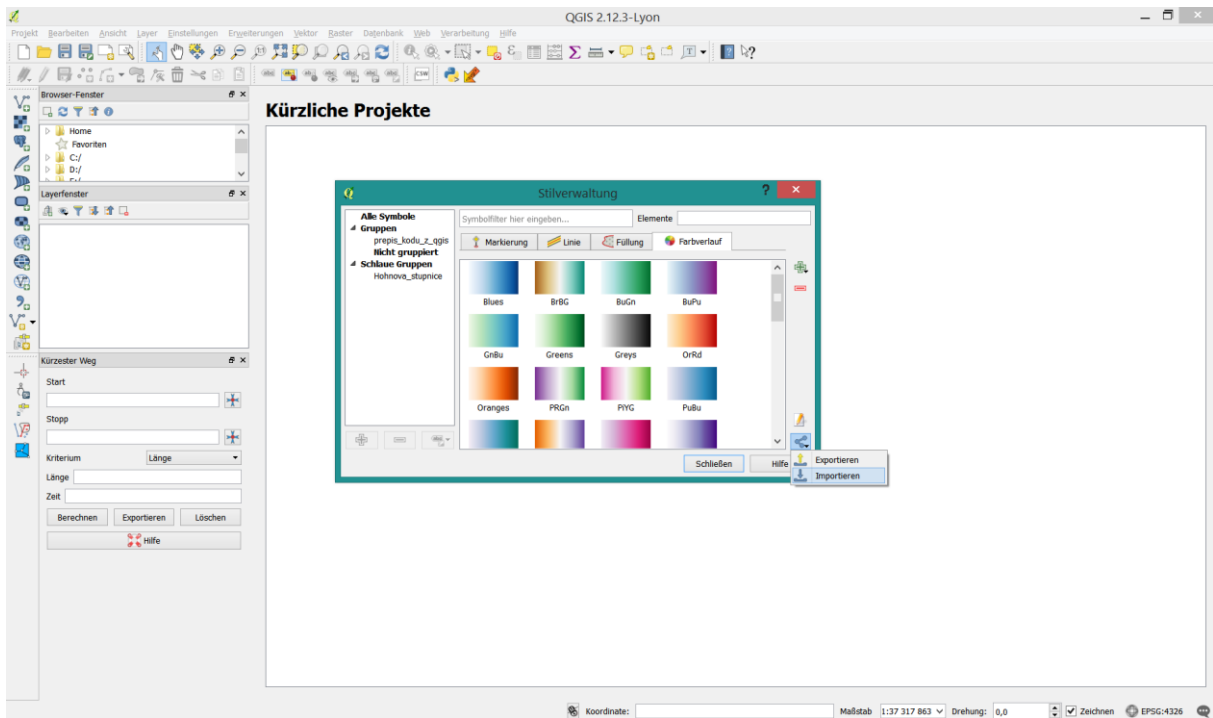 QGIS 2.12.3-Lyon
Projekt Bearbeiten Ansicht Layer Einstellungen Erweiterungen Vektor Raster Datenbank Web Verarbeitung Hilfe
CSW
Browser-Fenster
Home
Favoriten
C:/
D:/
Layerfenster
Kürzester Weg
Start
Stopp
Kriterium Länge
Länge
Zeit
Berechnen Exportieren Löschen
Hilfe
Kürzliche Projekte
Stilverwaltung
Alle Symbole
Gruppen
prepis_kodu_z_qgis
Nicht gruppiert
Schlaue Gruppen
Hohnova_stupnice
Symbolfilter hier eingeben... Elemente
Markierung Linie Füllung Farbverlauf
Blues BrBG BuGn BuPu
GnBu Greens Greys OrRd
Oranges PRGn PiYG PuBu
Schließen Hilfe
Exportieren
Importieren
Koordinate: Maßstab 1:37 317 863 Drehung: 0,0 Zeichnen EPSG:4326